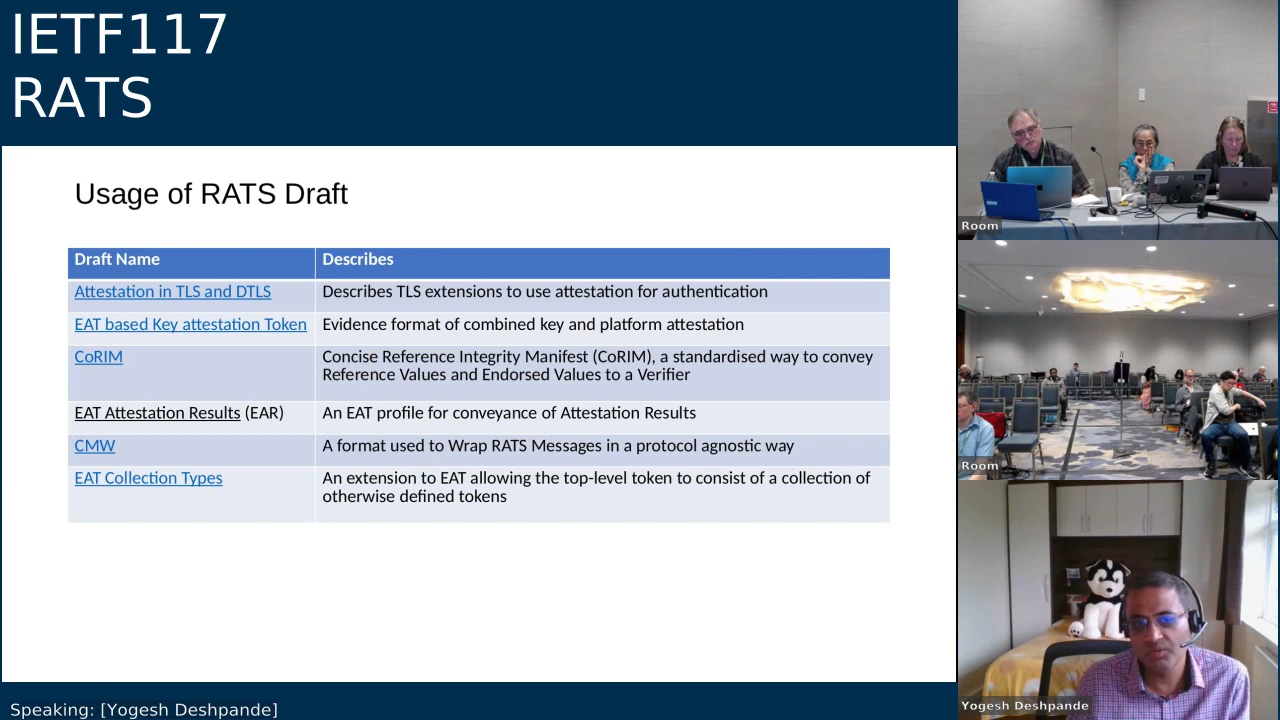 IETF117
RATS
Usage of RATS Draft
Draft Name
Describes
Attestation in TLS and DTLS
Describes TLS extensions to use attestation for authentication
EAT based Key attestation Token
Evidence format of combined key and platform attestation
CoRIM
Concise Reference Integrity Manifest (CoRIM), a standardised way to convey
Reference Values and Endorsed Values to a Verifier
EAT Attestation Results (EAR)
An EAT profile for conveyance of Attestation Results
CMW
A format used to Wrap RATS Messages in a protocol agnostic way
EAT Collection Types
An extension to EAT allowing the top-level token to consist of a collection of
otherwise defined tokens
Speaking: [Yogesh Deshpande]
Room
Room
Yogesh Deshpande